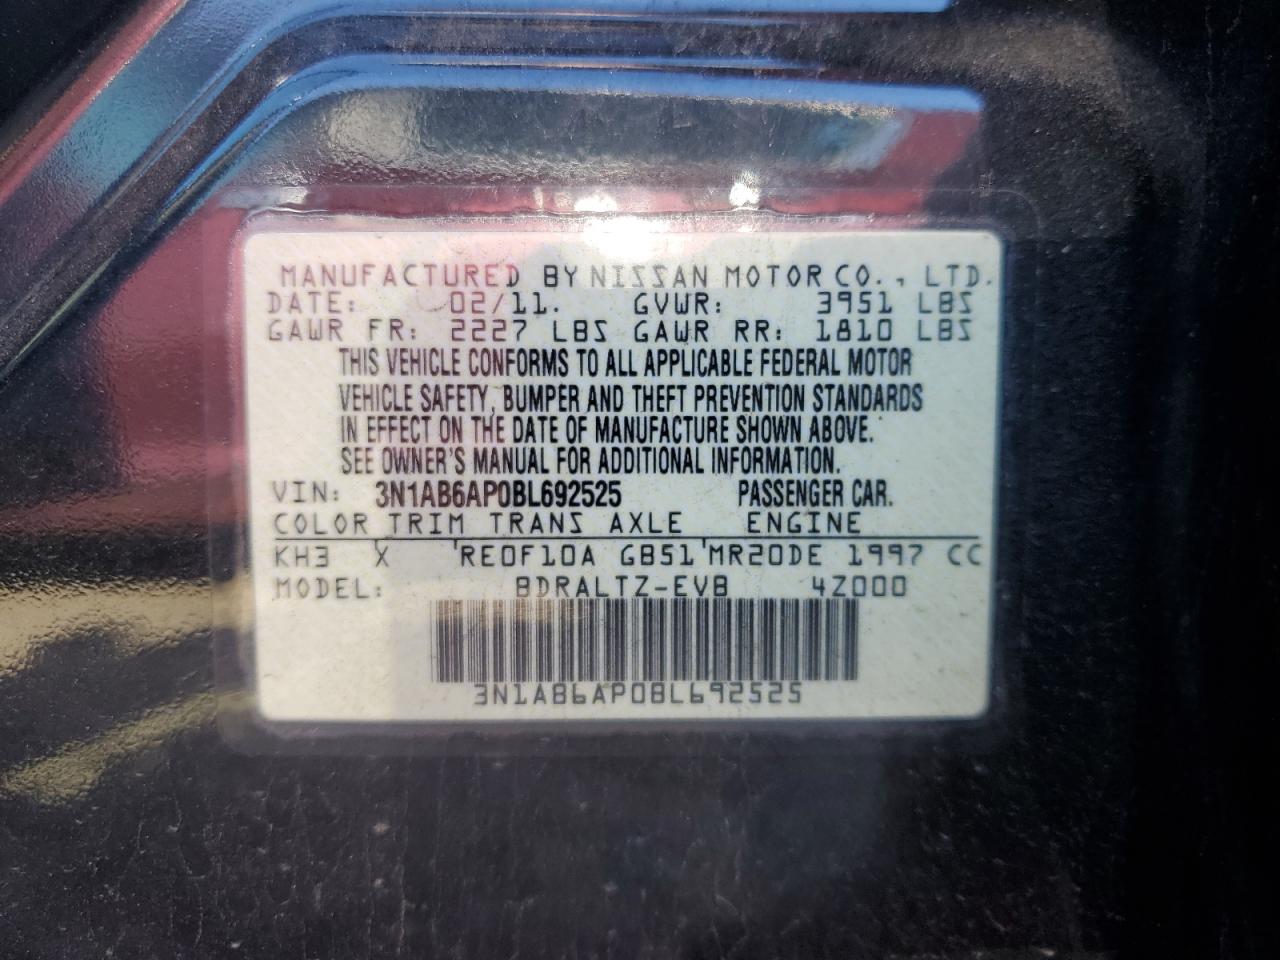 MANUFACTURED BY NISSAN MOTOR CO., LTD.
DATE: 02/11. GVWR: 3951 LBS
GAWR FR: 2227 LBS GAWR RR: 1810 LBS
THIS VEHICLE CONFORMS TO ALL APPLICABLE FEDERAL MOTOR
VEHICLE SAFETY, BUMPER AND THEFT PREVENTION STANDARDS
IN EFFECT ON THE DATE OF MANUFACTURE SHOWN ABOVE.
SEE OWNER'S MANUAL FOR ADDITIONAL INFORMATION.
VIN: 3N1AB6AP0BL692525 PASSENGER CAR.
COLOR TRIM TRANS AXLE ENGINE
KH3 X 'RE0F10A GB51'MR20DE 1997 CC
MODEL: BDRALTZ-EVB 4Z000
3N1AB6AP0BL692525